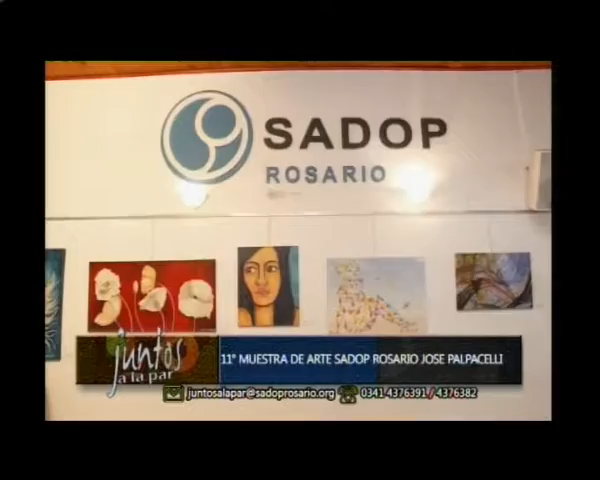 SADOP
ROSARIO
juntos
a la par
11° MUESTRA DE ARTE SADOP ROSARIO JOSE PALPACELLI
juntosalapar@sadoprosario.org
0341 4376391 / 4376382